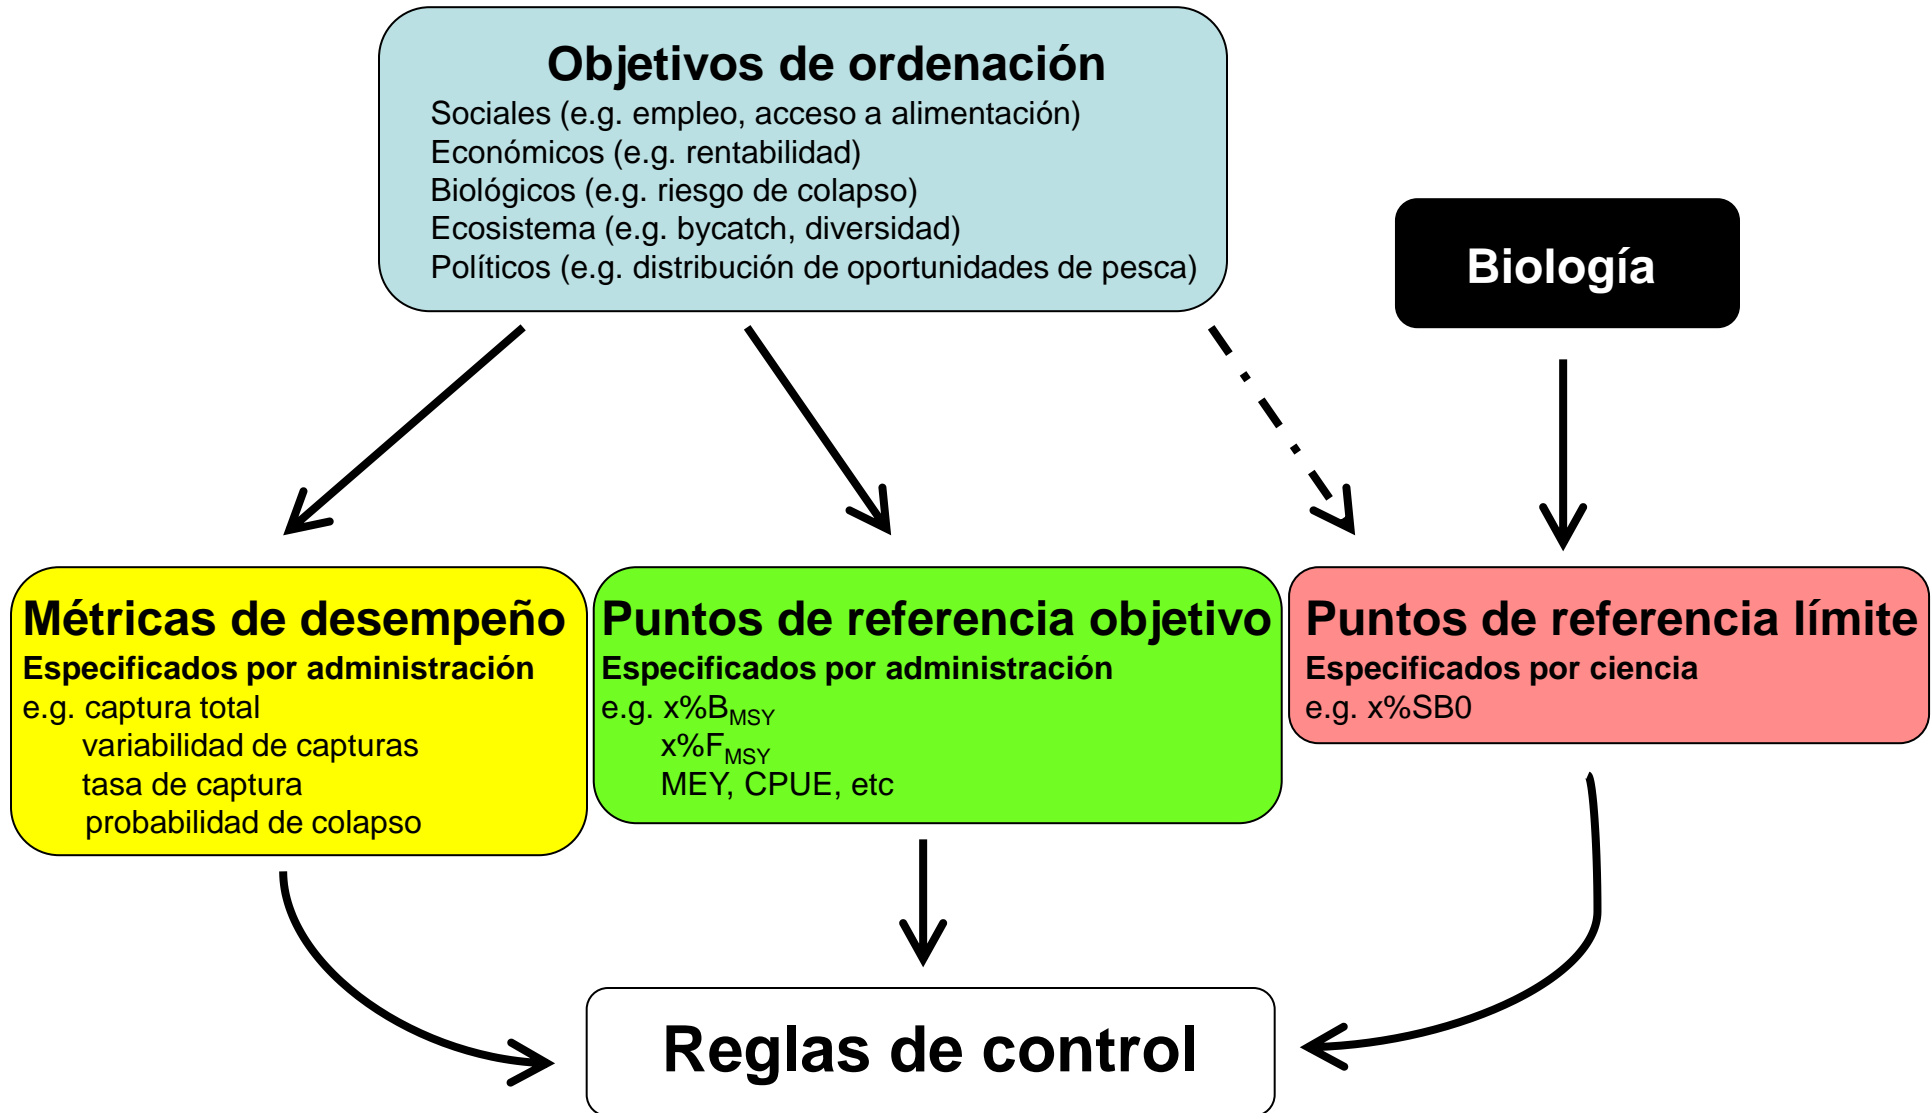 Objetivos de ordenación
Sociales (e.g. empleo, acceso a alimentación)
Económicos (e.g. rentabilidad)
Biológicos (e.g. riesgo de colapso)
Ecosistema (e.g. bycatch, diversidad)
Políticos (e.g. distribución de oportunidades de pesca)
Biología
Métricas de desempeño
Especificados por administración
e.g. captura total
variabilidad de capturas
tasa de captura
probabilidad de colapso
Puntos de referencia objetivo
Especificados por administración
e.g. x%BMSY
x%FMSY
MEY, CPUE, etc
Puntos de referencia límite
Especificados por ciencia
e.g. x%SB0
Reglas de control